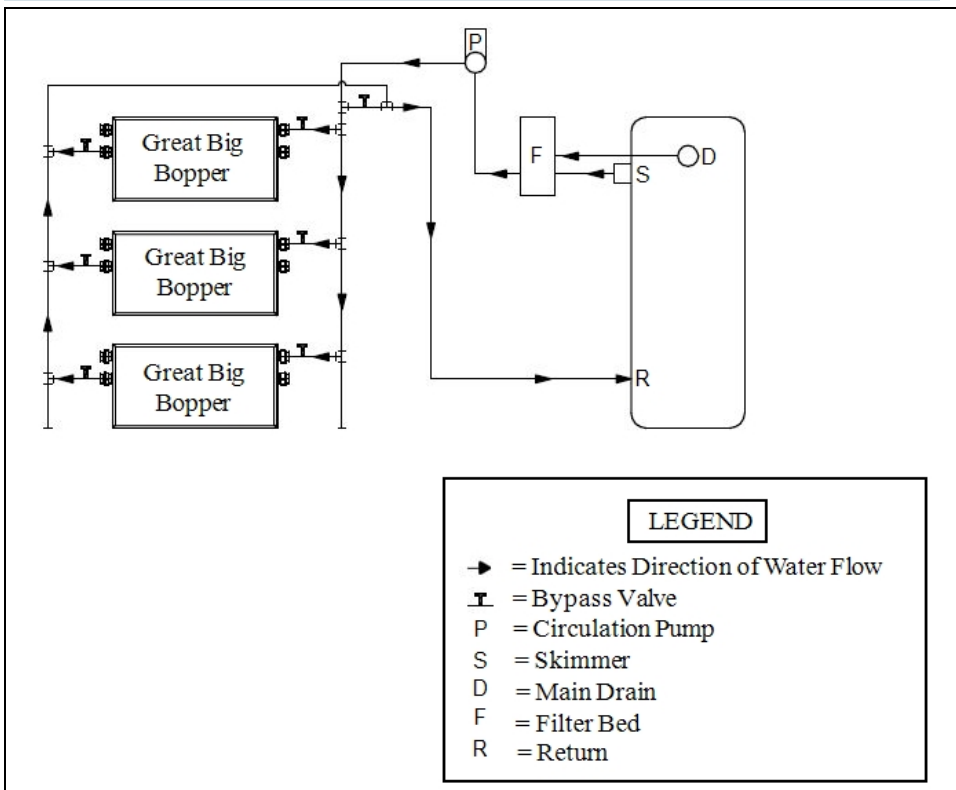 P
Great Big
Bopper
F
D
S
Great Big
Bopper
Great Big
Bopper
R
LEGEND
= Indicates Direction of Water Flow
= Bypass Valve
P = Circulation Pump
S = Skimmer
D = Main Drain
F = Filter Bed
R = Return